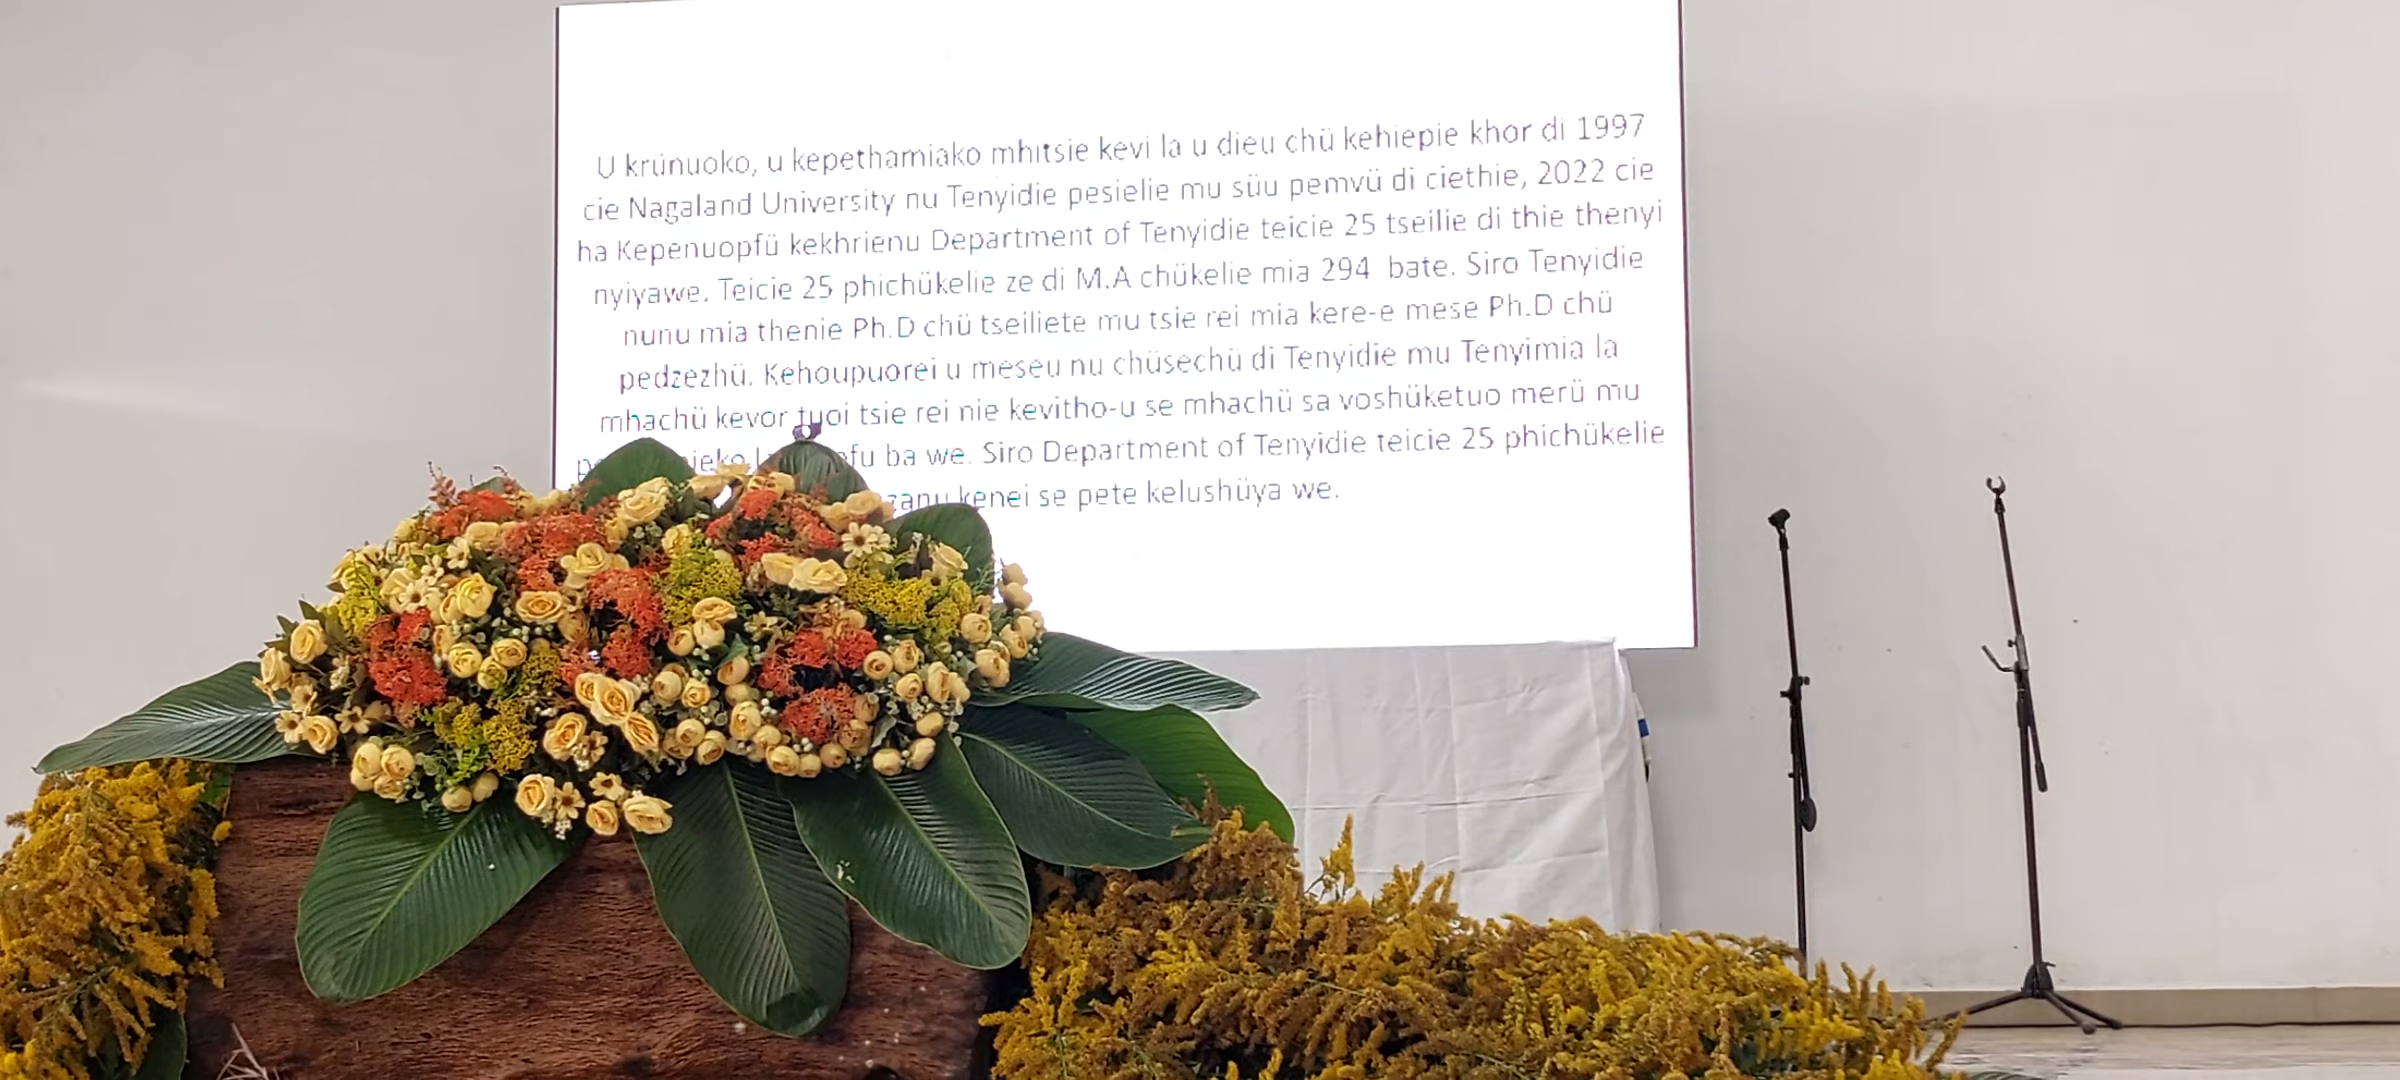 U krünuoko, u kepethamiako mhitsie kevi la u dieu chü kehiepie khor di 1997
cie Nagaland University nu Tenyidie pesielie mu süu pemvü di ciethie, 2022 cie
ha Kepenuopfü kekhrienu Department of Tenyidie teicie 25 tseilie di thie thenyi
nyiyawe. Teicie 25 phichükelie ze di M.A chükelie mia 294 bate. Siro Tenyidie
nunu mia thenie Ph.D chü tseiliete mu tsie rei mia kere-e mese Ph.D chü
pedzezhü. Kehoupuorei u meseu nu chüsechü di Tenyidie mu Tenyimia la
mhachü kevor tuoi tsie rei nie kevitho-u se mhachü sa voshüketuo merü mu
ba we. Siro Department of Tenyidie teicie 25 phichükelie
kenei se pete kelushüya we.